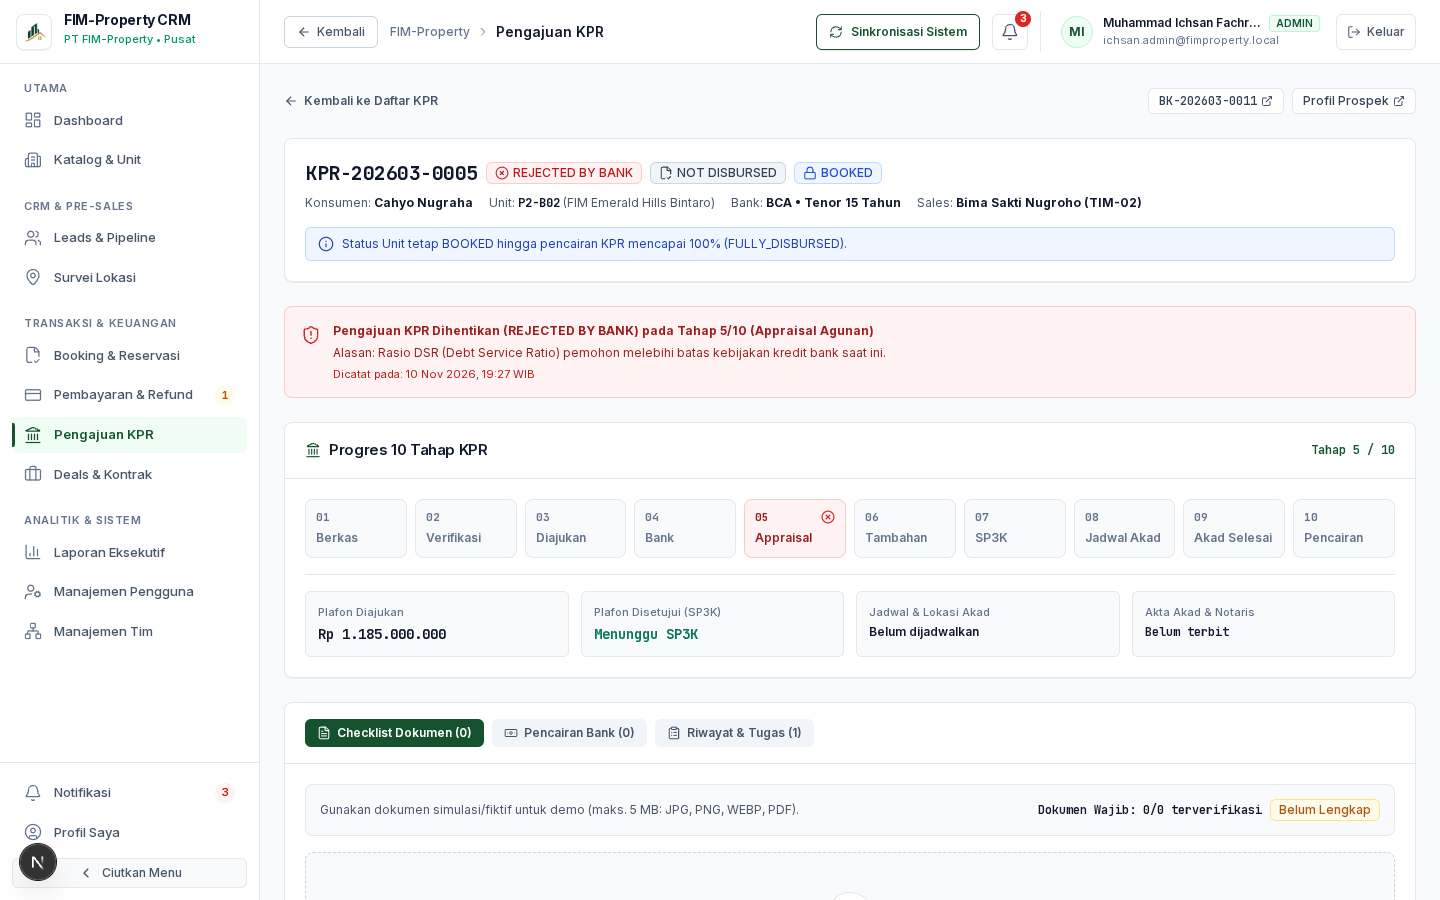 FIM-Property CRM
PT FIM-Property • Pusat
Kembali
FIM-Property
Pengajuan KPR
Sinkronisasi Sistem
3
MI
Muhammad Ichsan Fachr...
ADMIN
ichsan.admin@fimproperty.local
Keluar
UTAMA
Dashboard
Katalog & Unit
CRM & PRE-SALES
Leads & Pipeline
Survei Lokasi
TRANSAKSI & KEUANGAN
Booking & Reservasi
Pembayaran & Refund
1
Pengajuan KPR
Deals & Kontrak
ANALITIK & SISTEM
Laporan Eksekutif
Manajemen Pengguna
Manajemen Tim
Notifikasi
3
Profil Saya
N
Ciutkan Menu
Kembali ke Daftar KPR
BK-202603-0011
Profil Prospek
KPR-202603-0005
REJECTED BY BANK
NOT DISBURSED
BOOKED
Konsumen: Cahyo Nugraha
Unit: P2-B02 (FIM Emerald Hills Bintaro)
Bank: BCA • Tenor 15 Tahun
Sales: Bima Sakti Nugroho (TIM-02)
Status Unit tetap BOOKED hingga pencairan KPR mencapai 100% (FULLY_DISBURSED).
Pengajuan KPR Dihentikan (REJECTED BY BANK) pada Tahap 5/10 (Appraisal Agunan)
Alasan: Rasio DSR (Debt Service Ratio) pemohon melebihi batas kebijakan kredit bank saat ini.
Dicatat pada: 10 Nov 2026, 19:27 WIB
Progres 10 Tahap KPR
Tahap 5 / 10
01
Berkas
02
Verifikasi
03
Diajukan
04
Bank
05
Appraisal
06
Tambahan
07
SP3K
08
Jadwal Akad
09
Akad Selesai
10
Pencairan
Plafon Diajukan
Rp 1.185.000.000
Plafon Disetujui (SP3K)
Menunggu SP3K
Jadwal & Lokasi Akad
Belum dijadwalkan
Akta Akad & Notaris
Belum terbit
Checklist Dokumen (0)
Pencairan Bank (0)
Riwayat & Tugas (1)
Gunakan dokumen simulasi/fiktif untuk demo (maks. 5 MB: JPG, PNG, WEBP, PDF).
Dokumen Wajib: 0/0 terverifikasi
Belum Lengkap